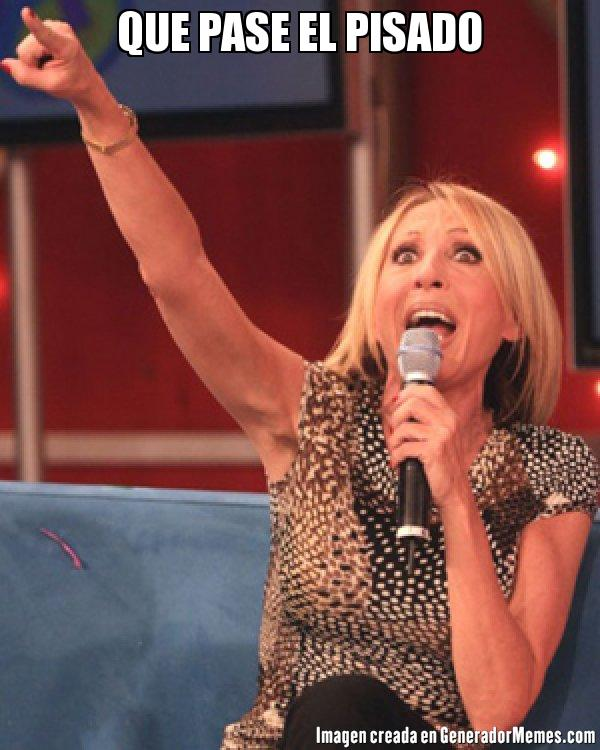 QUE PASE EL PISADO
Imagen creada en GeneradorMemes.com